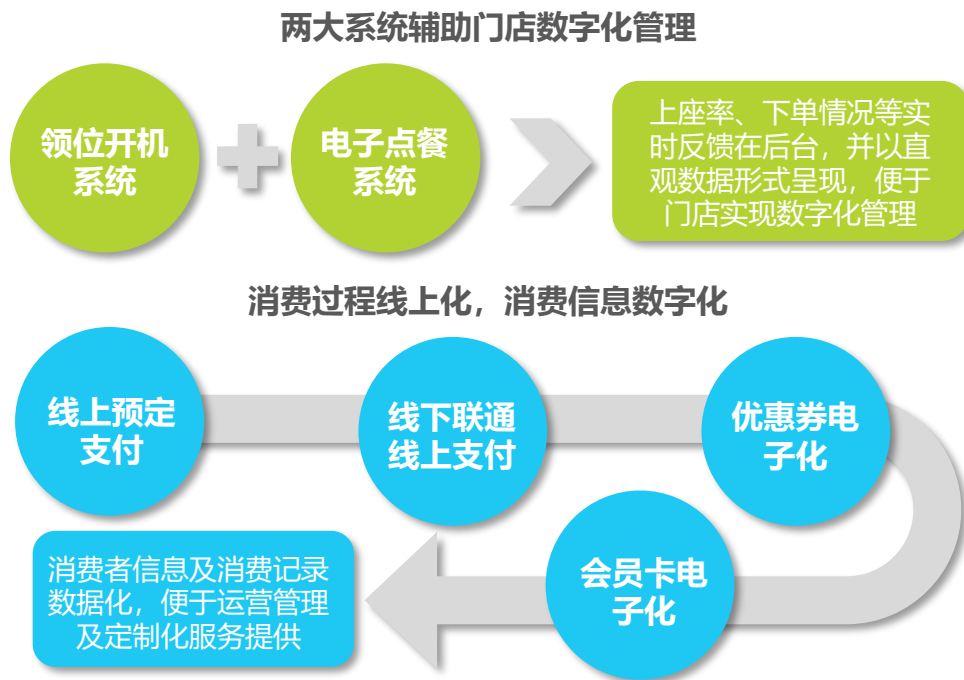 两大系统辅助门店数字化管理
领位开机
系统
电子点餐
系统
上座率、下单情况等实
时反馈在后台，并以直
观数据形式呈现，便于
门店实现数字化管理
消费过程线上化，消费信息数字化
线上预定
支付
线下联通
线上支付
优惠券电
子化
会员卡电
子化
消费者信息及消费记录
数据化，便于运营管理
及定制化服务提供